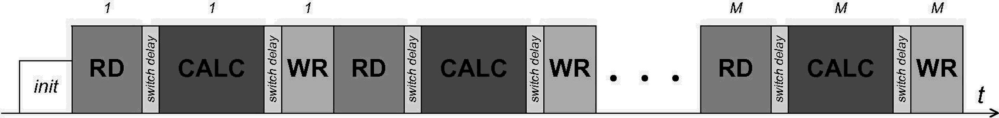 1 1 1 M M M
RD switch delay CALC switch delay WR RD switch delay CALC switch delay WR . . . RD switch delay CALC switch delay WR
init
t